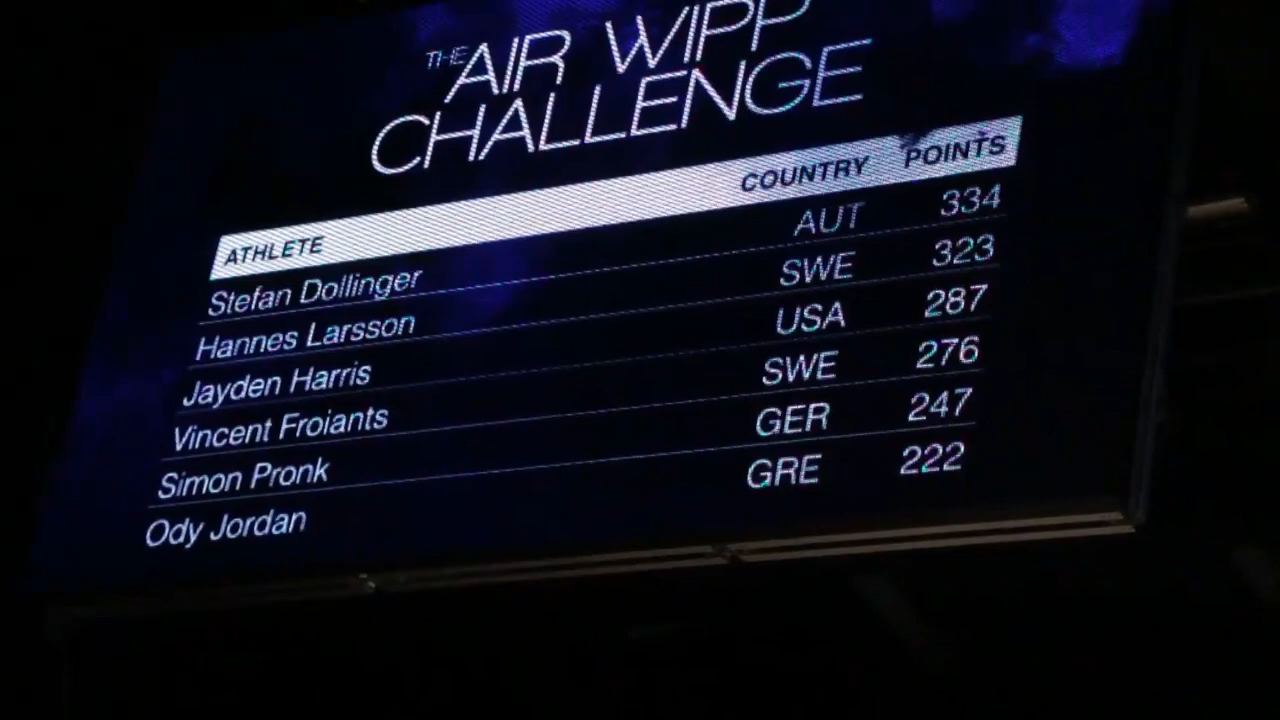 THE AIR WIPP
CHALLENGE
ATHLETE COUNTRY POINTS
Stefan Dollinger AUT 334
Hannes Larsson SWE 323
Jayden Harris USA 287
Vincent Froiants SWE 276
Simon Pronk GER 247
Ody Jordan GRE 222